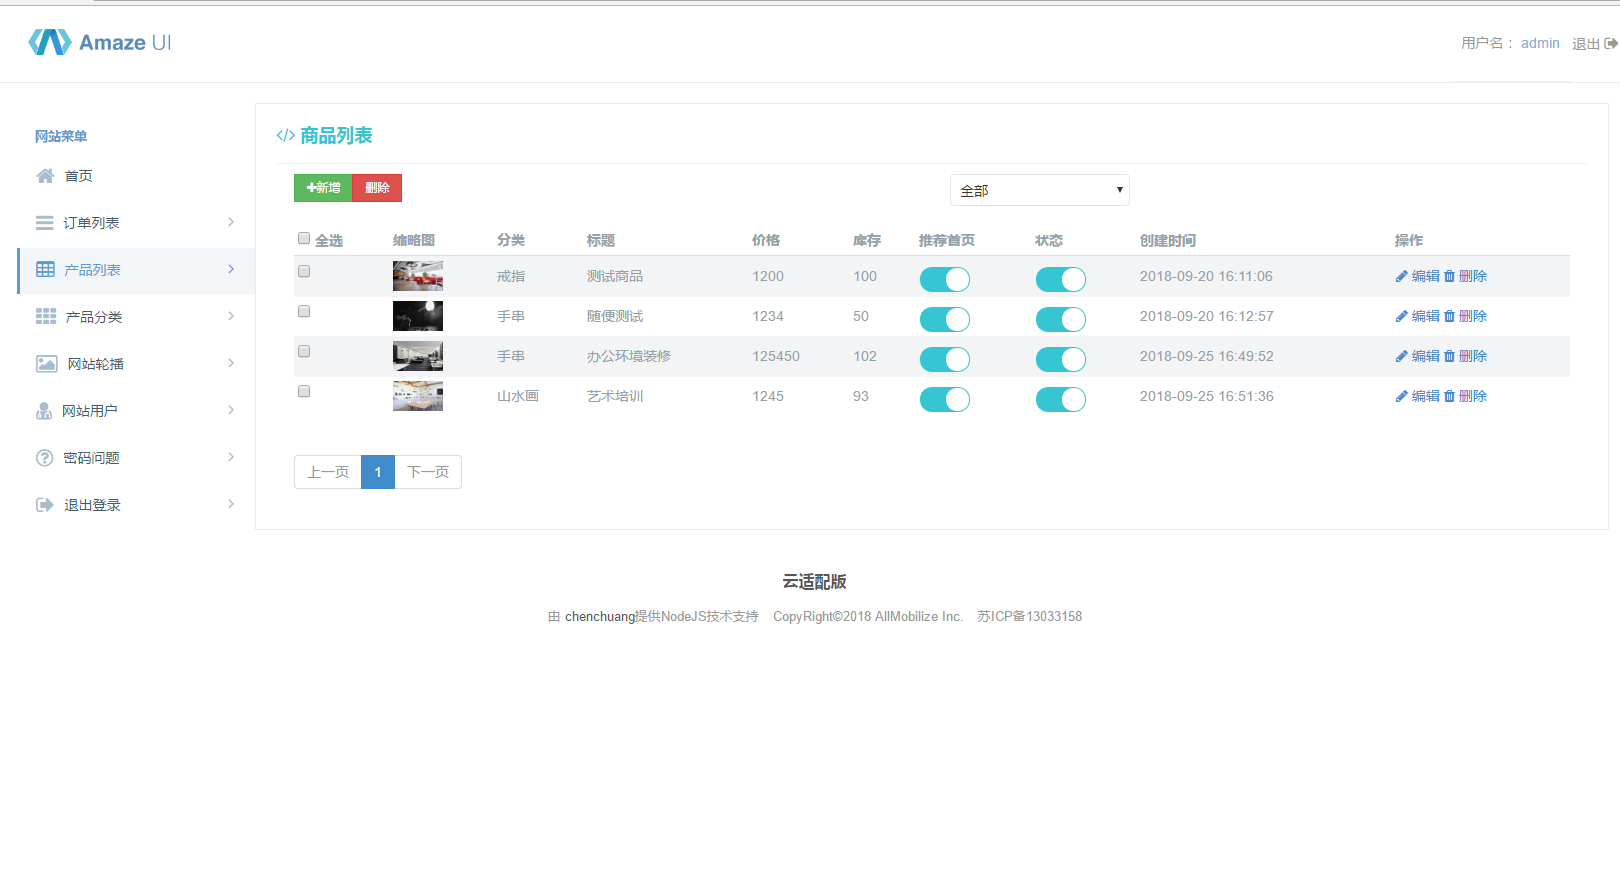 Amaze UI
用户名： admin 退出
网站菜单
首页
订单列表
产品列表
产品分类
网站轮播
网站用户
密码问题
退出登录
</> 商品列表
新增 删除 全部
全选 缩略图 分类 标题 价格 库存 推荐首页 状态 创建时间 操作
戒指 测试商品 1200 100 2018-09-20 16:11:06 编辑 删除
手串 随便测试 1234 50 2018-09-20 16:12:57 编辑 删除
手串 办公环境装修 125450 102 2018-09-25 16:49:52 编辑 删除
山水画 艺术培训 1245 93 2018-09-25 16:51:36 编辑 删除
上一页 1 下一页
云适配版
由 chenchuang提供NodeJS技术支持 CopyRight©2018 AllMobilize Inc. 苏ICP备13033158